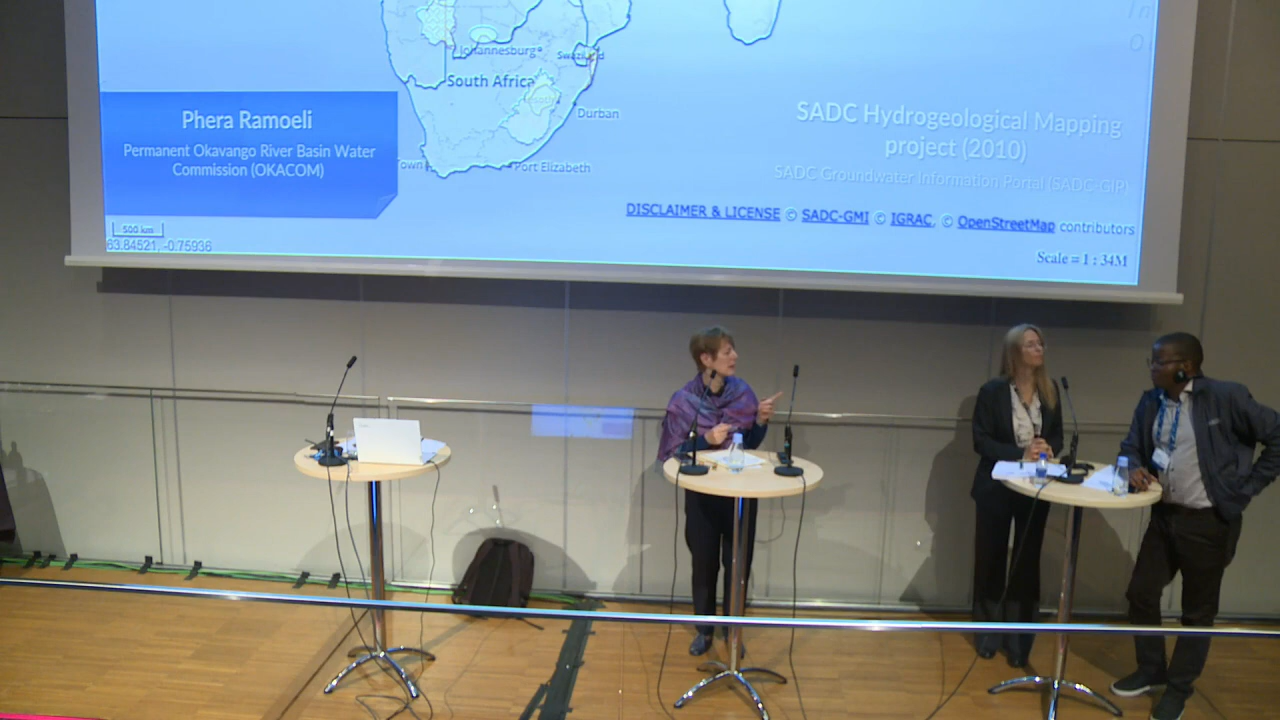 Johannesburg
Swaziland
South Africa
Durban
Port Elizabeth
Phera Ramoeli
Permanent Okavango River Basin Water
Commission (OKACOM)
SADC Hydrogeological Mapping
project (2010)
SADC Groundwater Information Portal (SADC-GIP)
DISCLAIMER & LICENSE © SADC-GMI © IGRAC, © OpenStreetMap contributors
500 km
63.84521, -0.75936
Scale = 1 : 34M